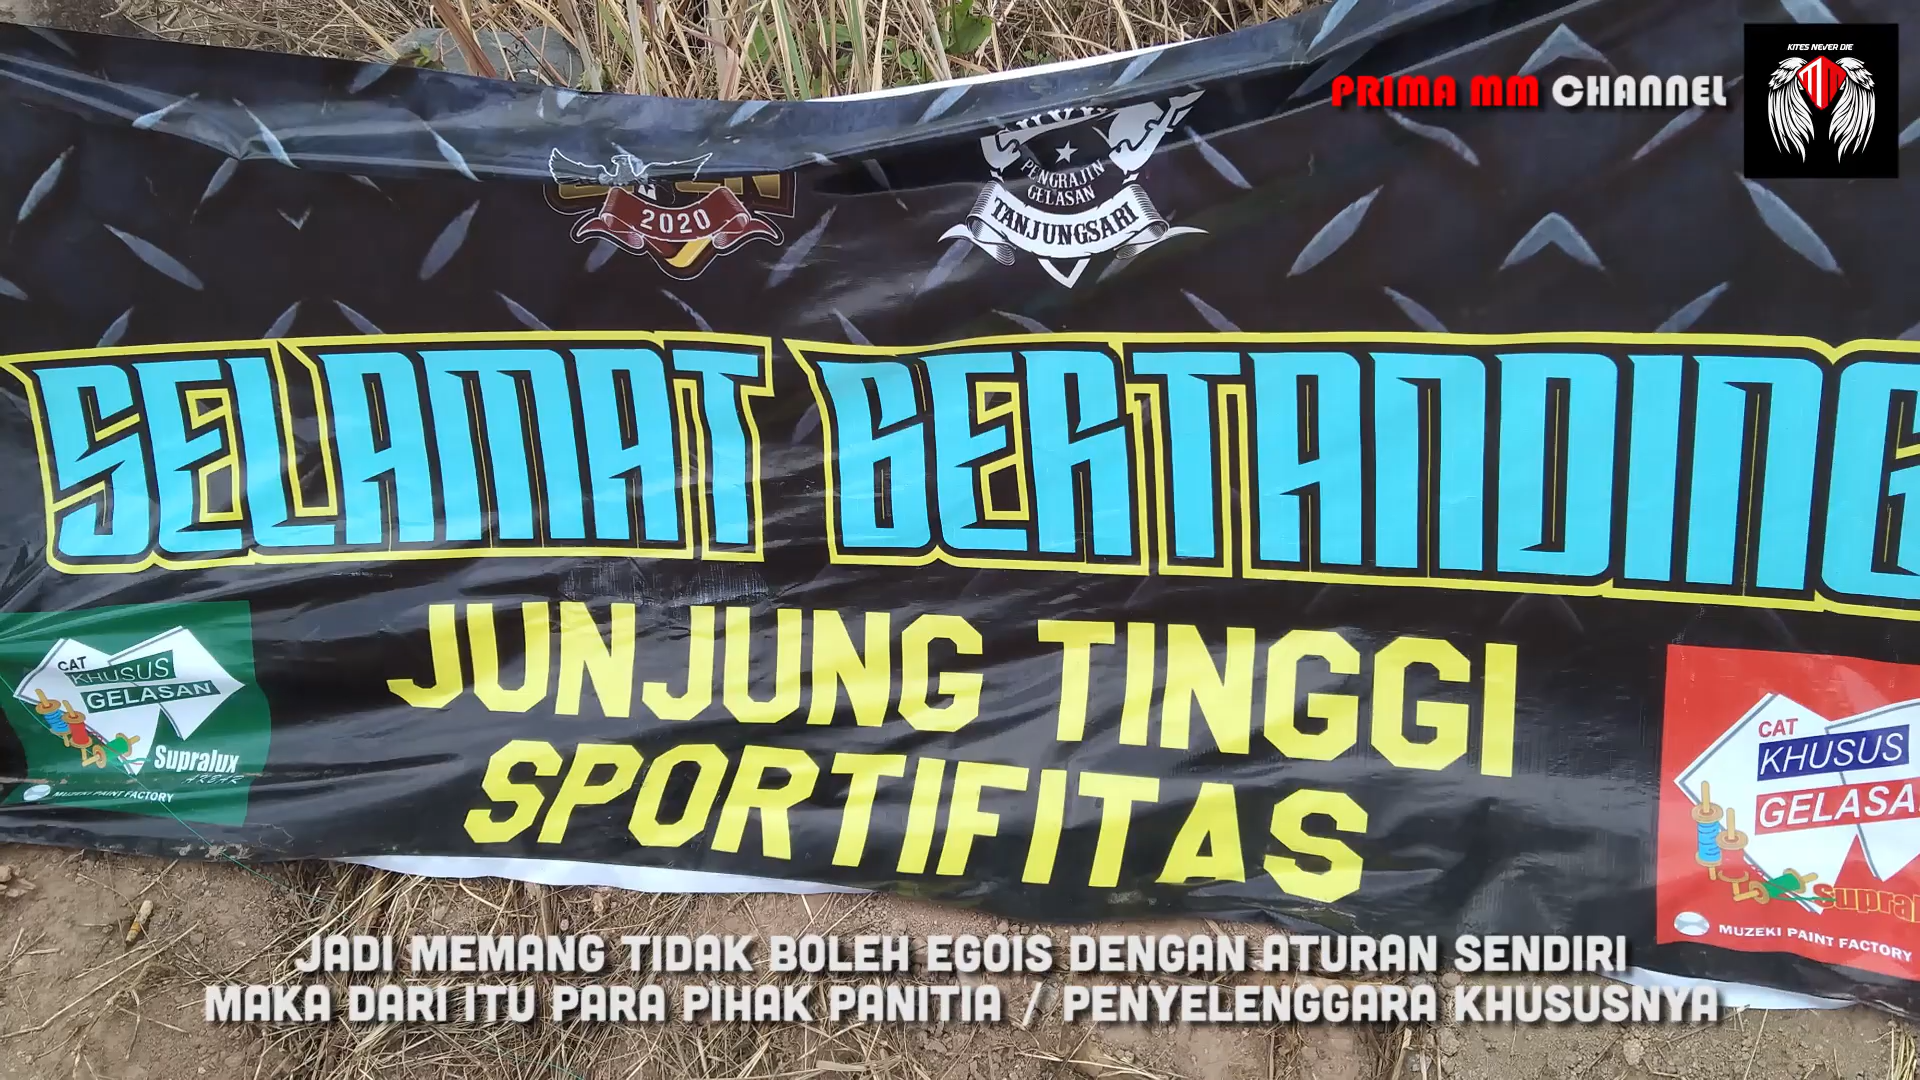 KITES NEVER DIE
PRIMA MM CHANNEL
2020
PENGRAJIN
GELASAN
TANJUNGSARI
SELAMAT BERTANDING
JUNJUNG TINGGI
SPORTIFITAS
CAT
KHUSUS
GELASAN
Supralux
MUZEKI PAINT FACTORY
CAT
KHUSUS
GELASA
Supral
MUZEKI PAINT FACTORY
JADI MEMANG TIDAK BOLEH EGOIS DENGAN ATURAN SENDIRI
MAKA DARI ITU PARA PIHAK PANITIA / PENYELENGGARA KHUSUSNYA